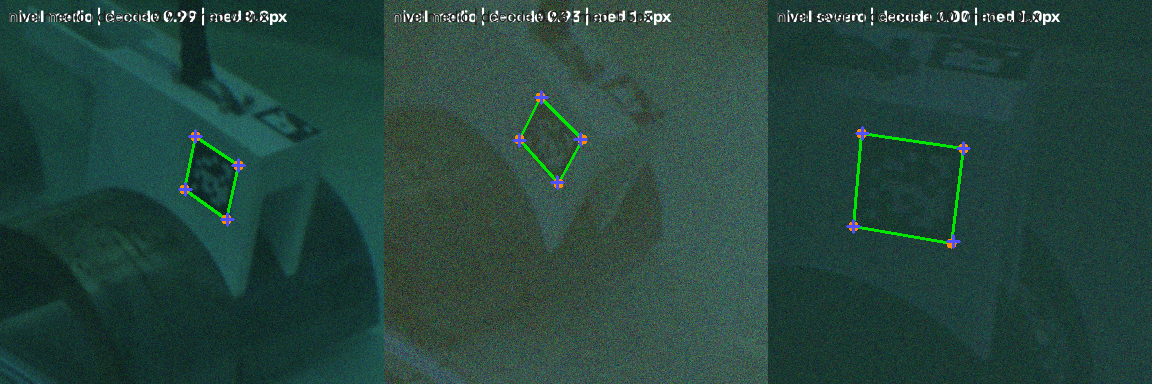 nivel medio | decode 0.99 | med 0.8px
nivel medio | decode 0.93 | med 1.5px
nivel severo | decode 1.00 | med 1.0px